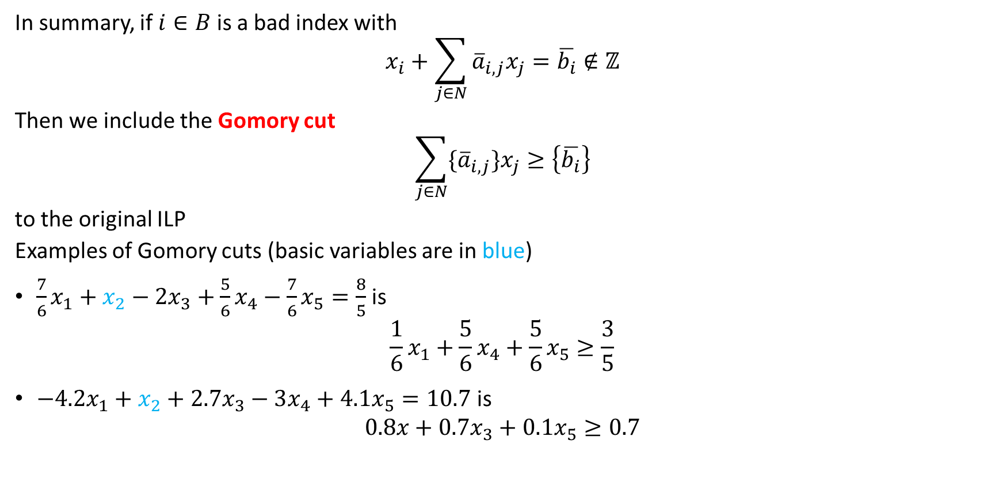 In summary, if 𝑖 ∈ 𝐵 is a bad index with
$x_i + \sum_{j \in N} \bar{a}_{i,j} x_j = \bar{b_i} \notin \mathbb{Z}$
Then we include the Gomory cut
$\sum_{j \in N} \{\bar{a}_{i,j}\} x_j \geq \{\bar{b_i}\}$
to the original ILP
Examples of Gomory cuts (basic variables are in blue)
• $\frac{7}{6} x_1 + x_2 - 2x_3 + \frac{5}{6} x_4 - \frac{7}{6} x_5 = \frac{8}{5}$ is
$\frac{1}{6} x_1 + \frac{5}{6} x_4 + \frac{5}{6} x_5 \geq \frac{3}{5}$
• $-4.2x_1 + x_2 + 2.7x_3 - 3x_4 + 4.1x_5 = 10.7$ is
$0.8x + 0.7x_3 + 0.1x_5 \geq 0.7$